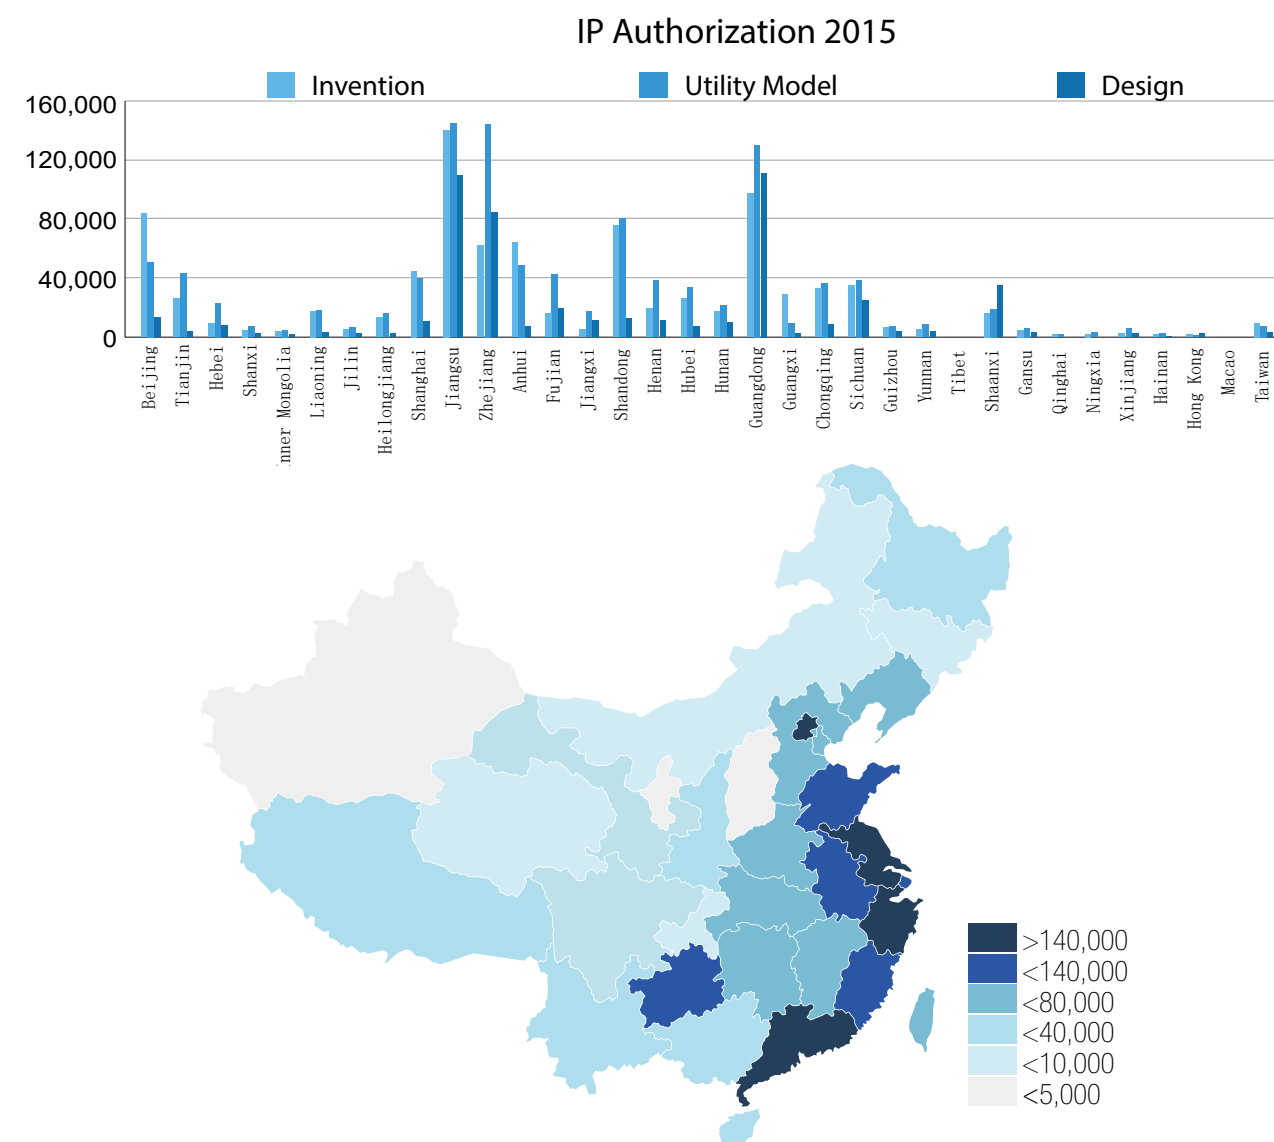 IP Authorization 2015
Invention
Utility Model
Design
160,000
120,000
80,000
40,000
0
Beijing
Tianjin
Hebei
Shanxi
nner Mongolia
Liaoning
Jilin
Heilongjiang
Shanghai
Jiangsu
Zhejiang
Anhui
Fujian
Jiangxi
Shandong
Henan
Hubei
Hunan
Guangdong
Guangxi
Chongqing
Sichuan
Guizhou
Yunnan
Tibet
Shaanxi
Gansu
Qinghai
Ningxia
Xinjiang
Hainan
Hong Kong
Macao
Taiwan
>140,000
<140,000
<80,000
<40,000
<10,000
<5,000